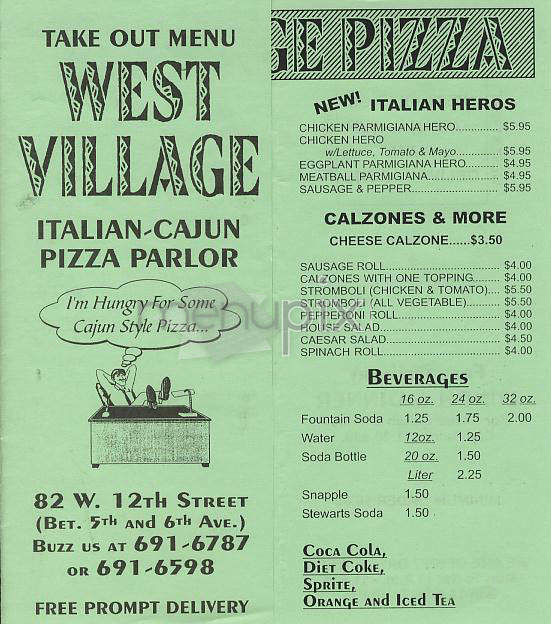 TAKE OUT MENU
WEST
VILLAGE
ITALIAN-CAJUN
PIZZA PARLOR
I'm Hungry For Some
Cajun Style Pizza...
82 W. 12TH STREET
(BET. 5TH AND 6TH AVE.)
BUZZ US AT 691-6787
OR 691-6598
FREE PROMPT DELIVERY
GE PIZZA
NEW! ITALIAN HEROS
CHICKEN PARMIGIANA HERO.............. $5.95
CHICKEN HERO
w/Lettuce, Tomato & Mayo.............. $5.95
EGGPLANT PARMIGIANA HERO........... $4.95
MEATBALL PARMIGIANA....................... $4.95
SAUSAGE & PEPPER............................ $5.95
CALZONES & MORE
CHEESE CALZONE......$3.50
SAUSAGE ROLL.................................... $4.00
CALZONES WITH ONE TOPPING........ $4.00
STROMBOLI (CHICKEN & TOMATO).... $5.50
STROMBOLI (ALL VEGETABLE)........... $5.50
PEPPERONI ROLL................................ $4.00
HOUSE SALAD..................................... $4.00
CAESAR SALAD................................... $4.50
SPINACH ROLL.................................... $4.00
BEVERAGES
16 oz. 24 oz. 32 oz.
Fountain Soda 1.25 1.75 2.00
Water 12oz. 1.25
Soda Bottle 20 oz. 1.50
Liter 2.25
Snapple 1.50
Stewarts Soda 1.50
COCA COLA,
DIET COKE,
SPRITE,
ORANGE AND ICED TEA
menupix